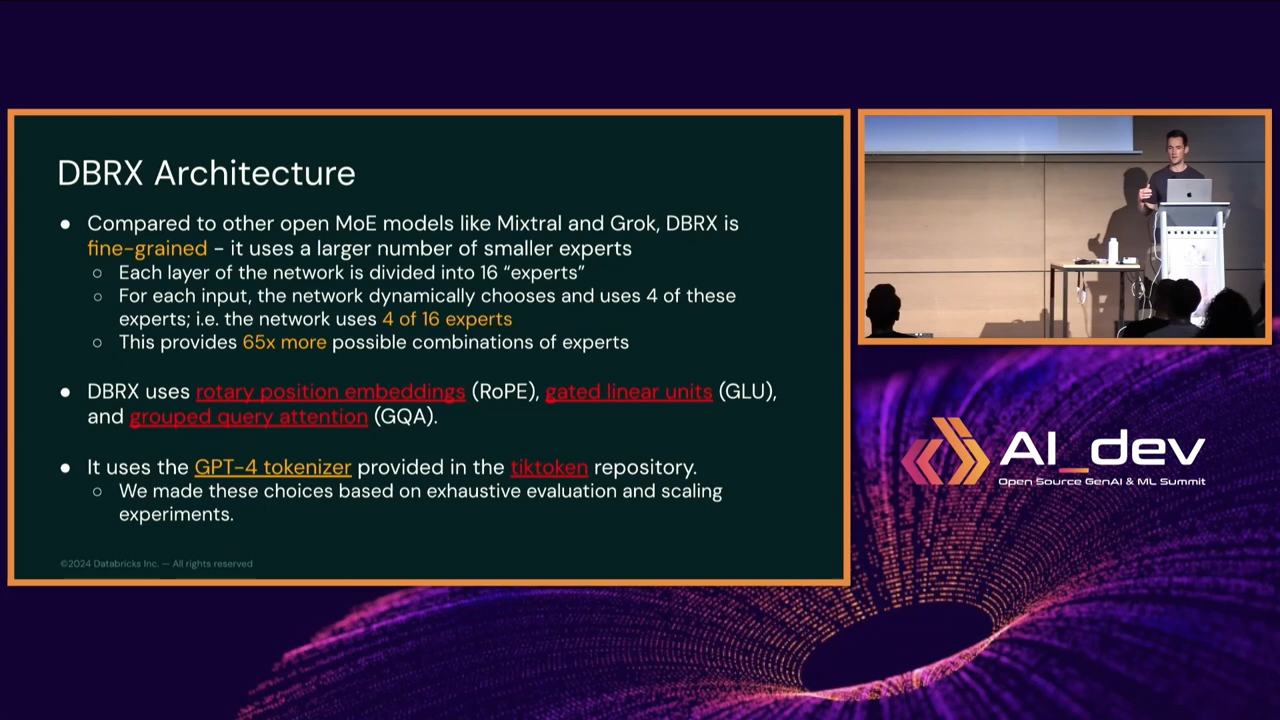 DBRX Architecture
● Compared to other open MoE models like Mixtral and Grok, DBRX is
fine-grained – it uses a larger number of smaller experts
○ Each layer of the network is divided into 16 “experts”
○ For each input, the network dynamically chooses and uses 4 of these
experts; i.e. the network uses 4 of 16 experts
○ This provides 65x more possible combinations of experts
● DBRX uses rotary position embeddings (RoPE), gated linear units (GLU),
and grouped query attention (GQA).
● It uses the GPT-4 tokenizer provided in the tiktoken repository.
○ We made these choices based on exhaustive evaluation and scaling
experiments.
©2024 Databricks Inc. — All rights reserved
AI_dev
Open Source GenAI & ML Summit